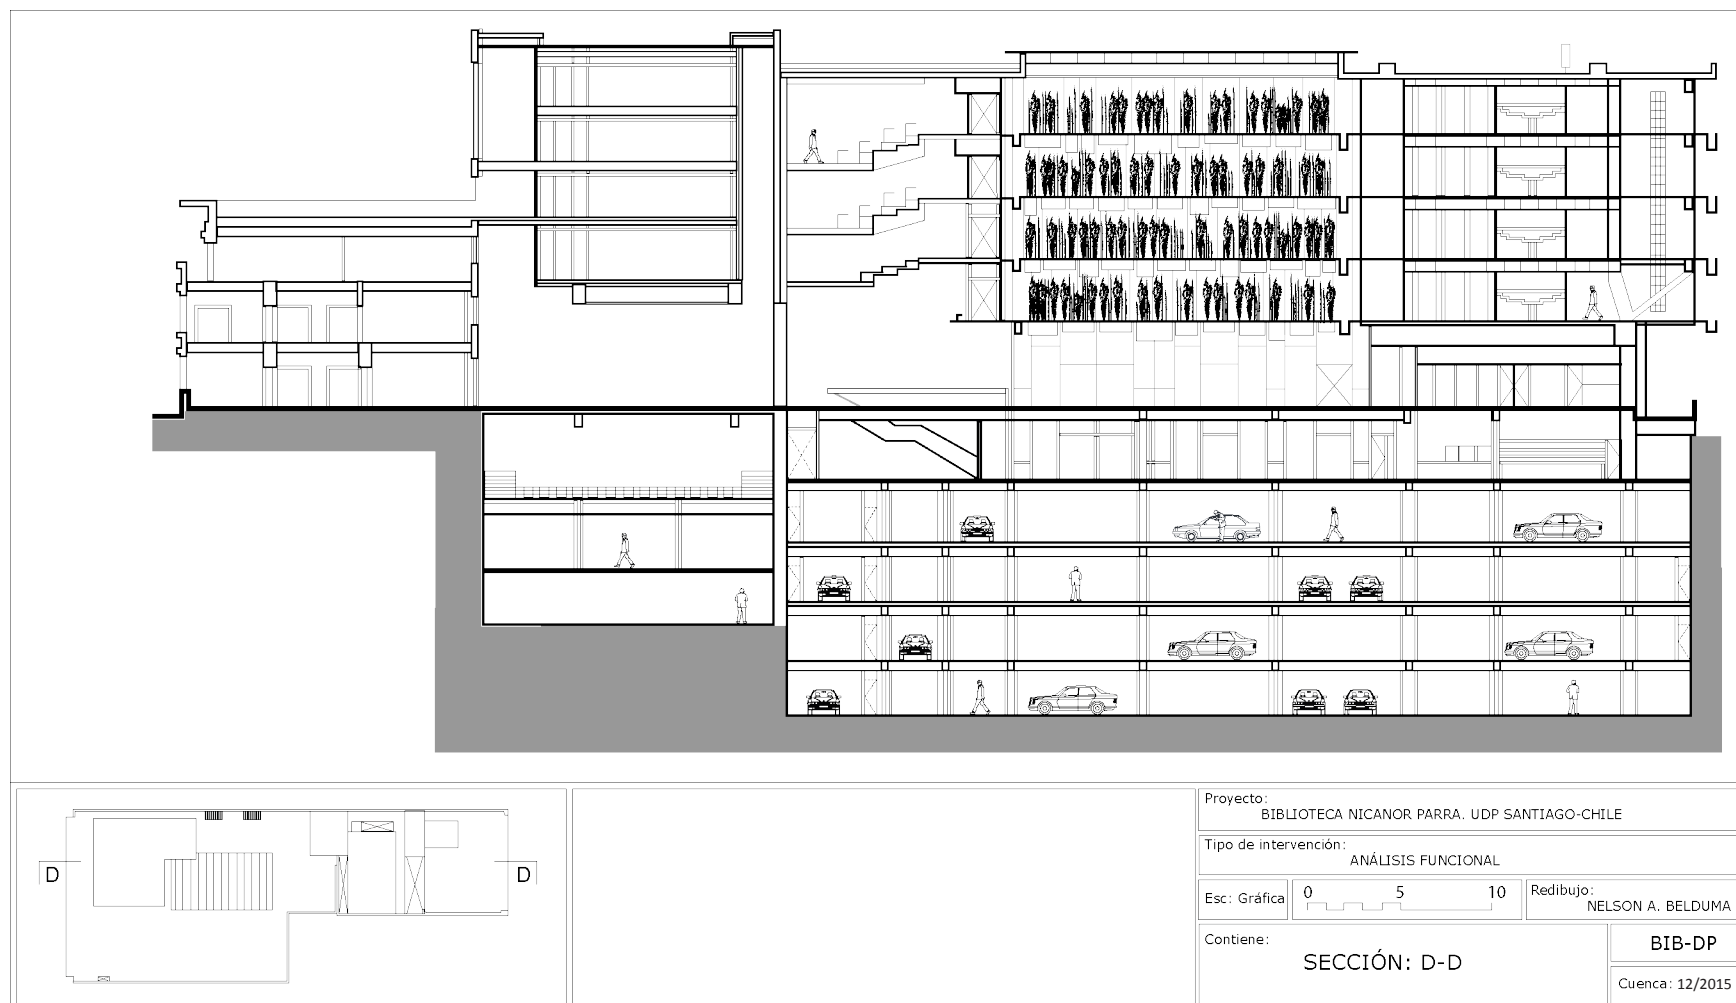 D
D
Proyecto:
BIBLIOTECA NICANOR PARRA. UDP SANTIAGO-CHILE
Tipo de intervención:
ANÁLISIS FUNCIONAL
Esc: Gráfica
0 5 10
Redibujo:
NELSON A. BELDUMA
Contiene:
SECCIÓN: D-D
BIB-DP
Cuenca: 12/2015